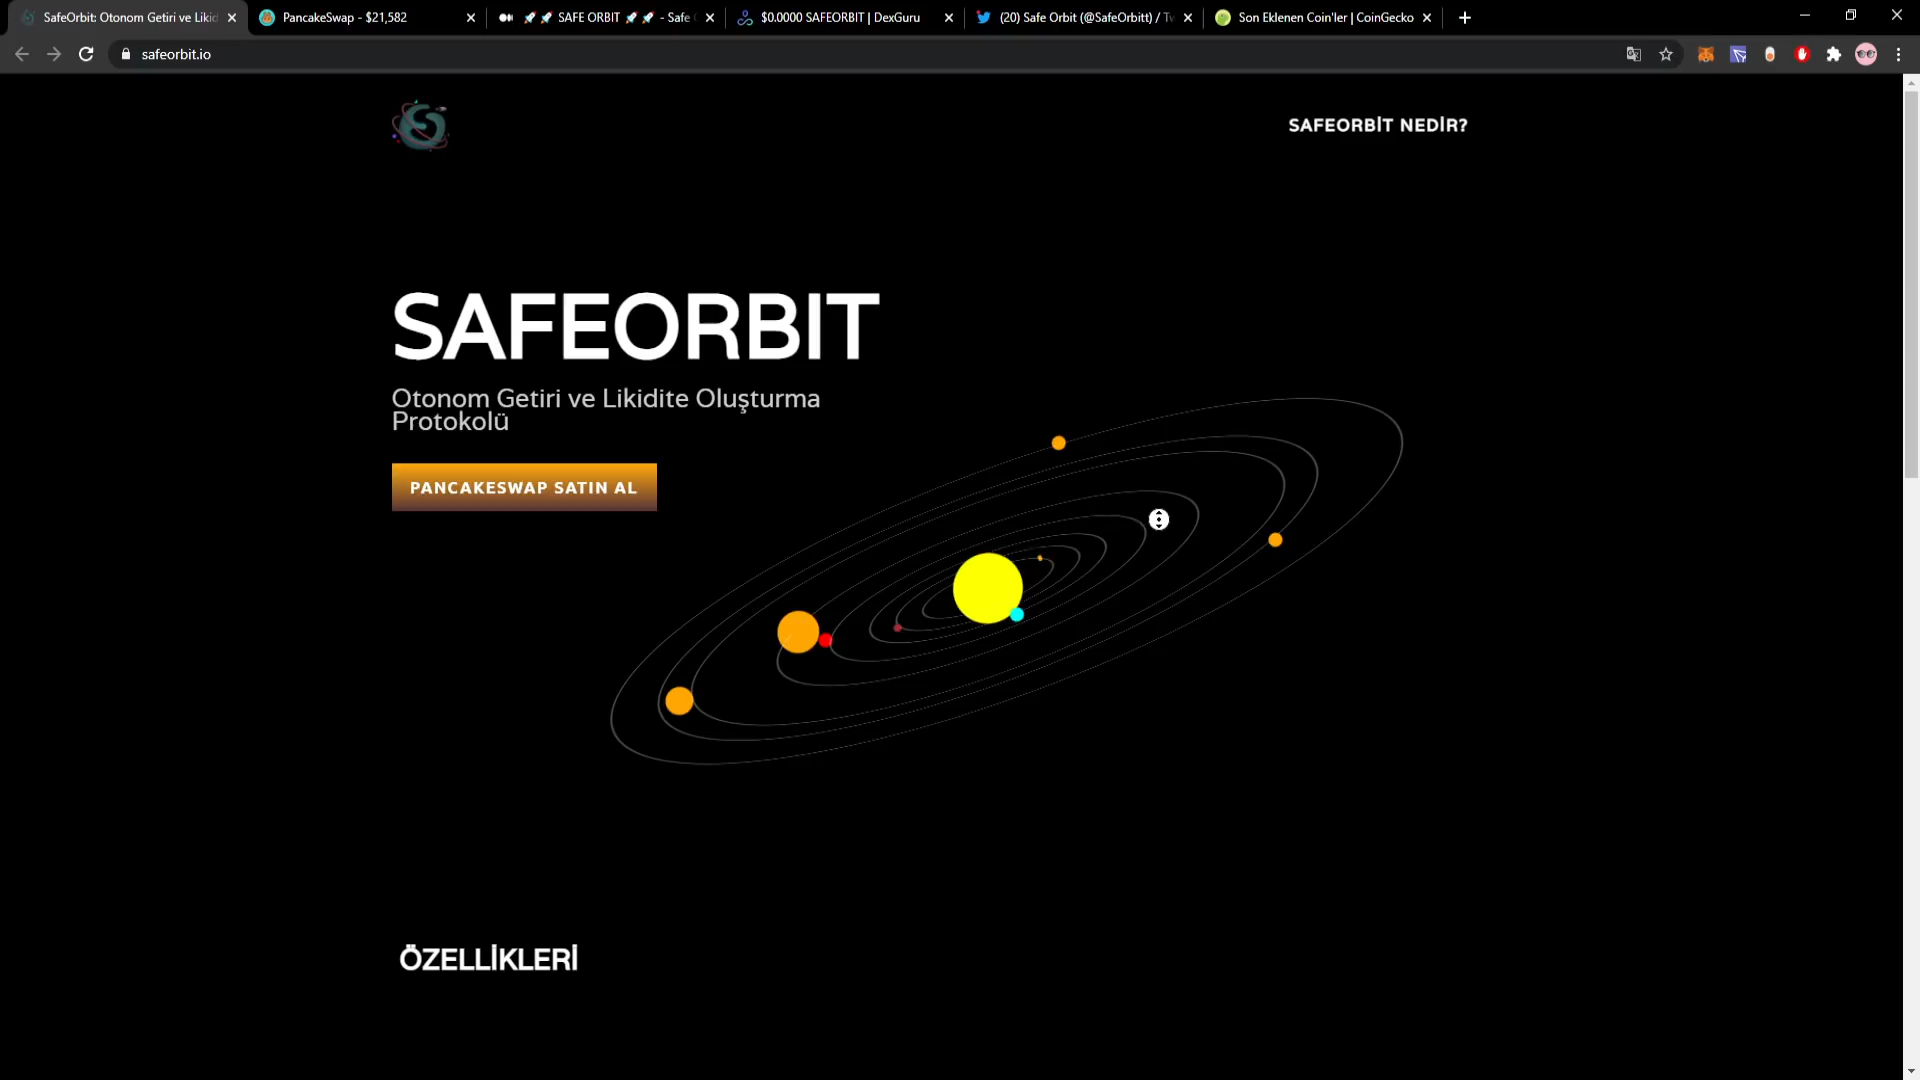 SafeOrbit: Otonom Getiri ve Likid
PancakeSwap - $21,582
🚀 🚀 SAFE ORBIT 🚀 🚀 - Safe
$0.0000 SAFEORBIT | DexGuru
(20) Safe Orbit (@SafeOrbitt) / Tw
Son Eklenen Coin'ler | CoinGecko
safeorbit.io
SAFEORBİT NEDİR?
SAFEORBIT
Otonom Getiri ve Likidite Oluşturma
Protokolü
PANCAKESWAP SATIN AL
ÖZELLİKLERİ